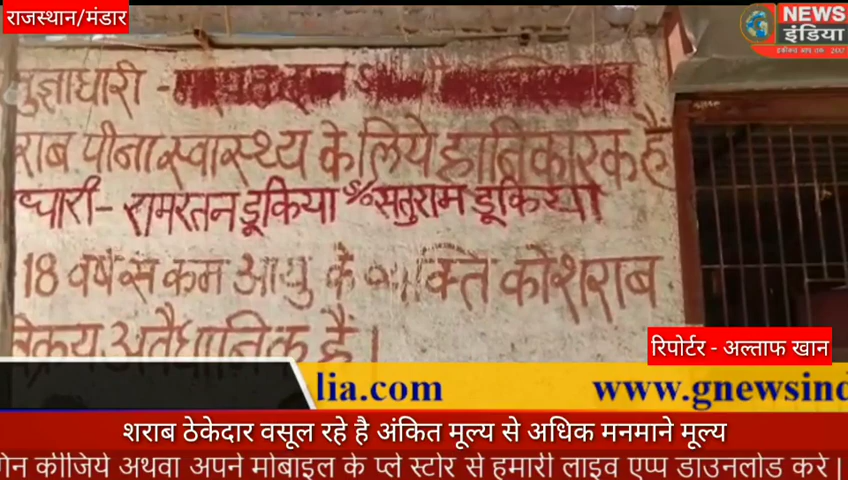 राजस्थान/मंडार
NEWS
इंडिया
नुज्ञाधारी -
राब पीना स्वास्थ्य के लिये हानिकारक है
धारी- रामरतन डूकिया S/o सतुराम डूकिया
18 वर्ष से कम आयु के व्यक्ति को शराब
विक्रय अवैधानिक है।
रिपोर्टर - अल्ताफ खान
lia.com www.gnewsind
शराब ठेकेदार वसूल रहे है अंकित मूल्य से अधिक मनमाने मूल्य
गेन कीजिये अथवा अपने मोबाइल के प्ले स्टोर से हमारी लाइव एप्प डाउनलोड करे।